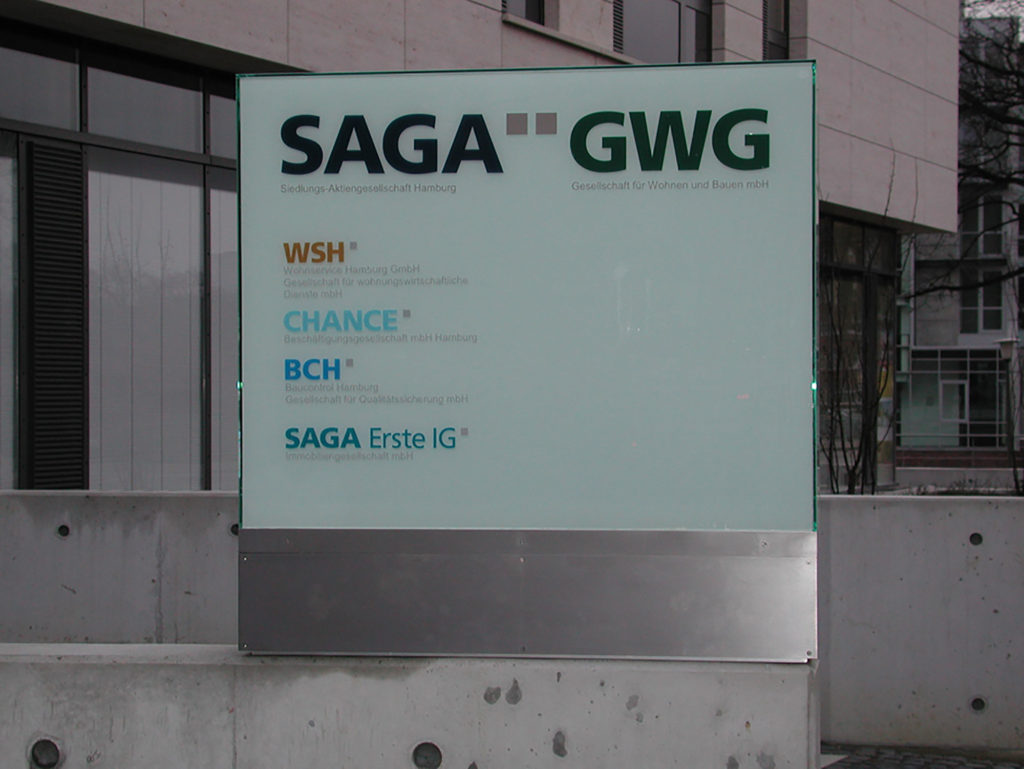 SAGA GWG
Siedlungs-Aktiengesellschaft Hamburg Gesellschaft für Wohnen und Bauen mbH
WSH
Wohnservice Hamburg GmbH
Gesellschaft für wohnungswirtschaftliche
Dienste mbH
CHANCE
Beschäftigungsgesellschaft mbH Hamburg
BCH
Baucontrol Hamburg
Gesellschaft für Qualitätssicherung mbH
SAGA Erste IG
Immobiliengesellschaft mbH